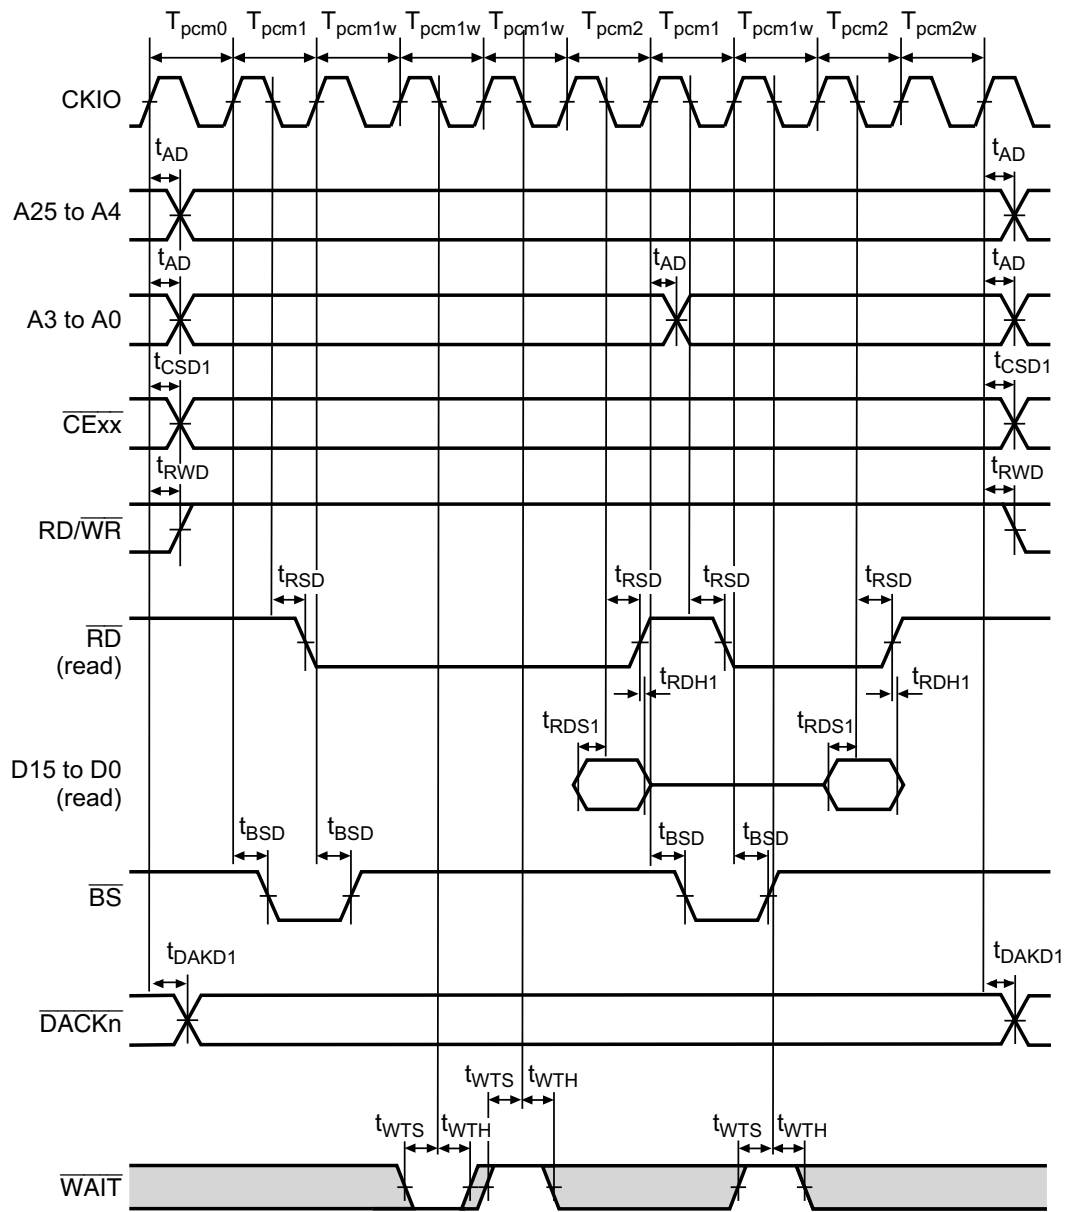 Tpcm0 Tpcm1 Tpcm1w Tpcm1w Tpcm1w Tpcm2 Tpcm1 Tpcm1w Tpcm2 Tpcm2w
CKIO
tAD tAD
A25 to A4
tAD tAD tAD
A3 to A0
tCSD1 tCSD1
CExx
tRWD tRWD
RD/WR
tRSD tRSD tRSD tRSD
RD
(read)
tRDH1 tRDH1
tRDS1 tRDS1
D15 to D0
(read)
tBSD tBSD tBSD tBSD
BS
tDAKD1 tDAKD1
DACKn
tWTS tWTH
tWTS tWTH tWTS tWTH
WAIT